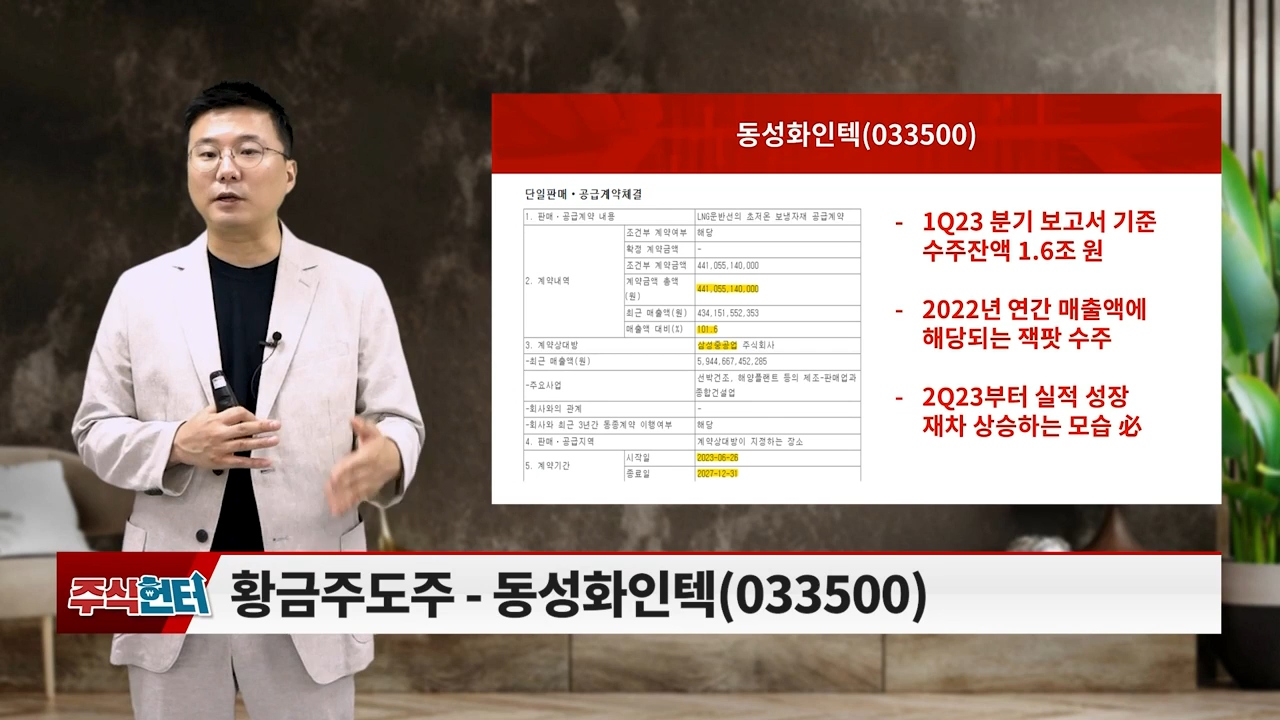 동성화인텍(033500)
단일판매·공급계약체결
1. 판매·공급계약 내용 LNG운반선의 초저온 보냉자재 공급계약
2. 계약내역 조건부 계약여부 해당
확정 계약금액 -
조건부 계약금액 441,055,140,000
계약금액 총액(원) 441,055,140,000
최근 매출액(원) 434,151,552,353
매출액 대비(%) 101.6
3. 계약상대방 삼성중공업 주식회사
-최근 매출액(원) 5,944,667,452,285
-주요사업 선박건조, 해양플랜트 등의 제조-판매업과
종합건설업
-회사와의 관계 -
-회사와 최근 3년간 동종계약 이행여부 해당
4. 판매·공급지역 계약상대방이 지정하는 장소
5. 계약기간 시작일 2023-06-26
종료일 2027-12-31
- 1Q23 분기 보고서 기준
수주잔액 1.6조 원
- 2022년 연간 매출액에
해당되는 잭팟 수주
- 2Q23부터 실적 성장
재차 상승하는 모습 必
주식헌터 황금주도주 - 동성화인텍(033500)